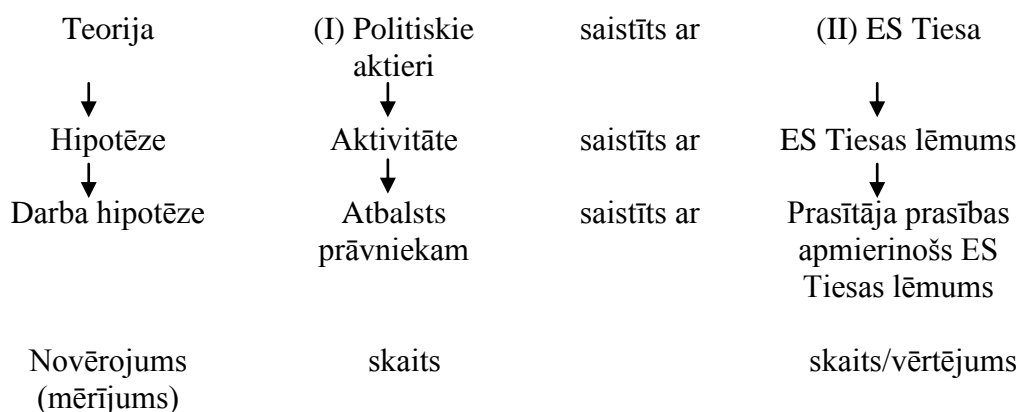 Teorija (I) Politiskie saistīts ar (II) ES Tiesa
aktieri
Hipotēze Aktivitāte saistīts ar ES Tiesas lēmums
Darba hipotēze Atbalsts saistīts ar Prasītāja prasības
prāvniekam apmierinošs ES
Tiesas lēmums
Novērojums skaits skaits/vērtējums
(mērījums)